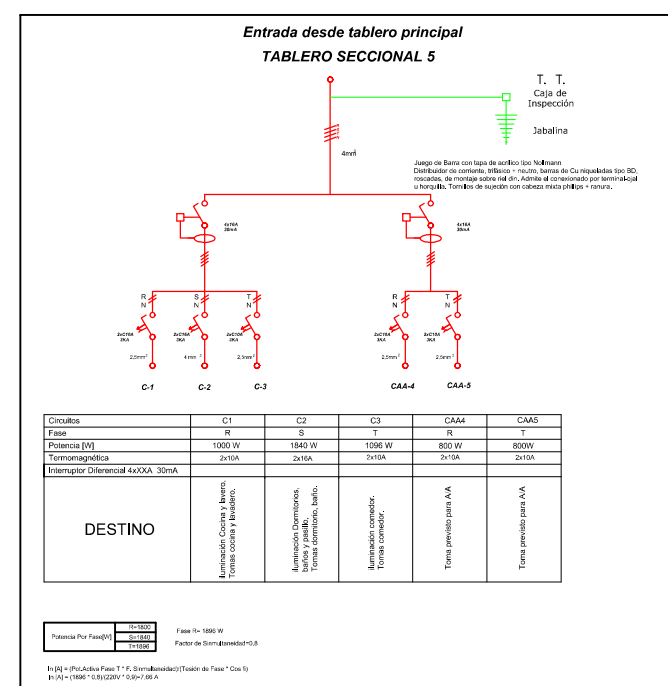 Entrada desde tablero principal
TABLERO SECCIONAL 5
T. T.
Caja de
Inspección
Jabalina
4mm²
Juego de Barra con tapa de acrílico tipo Nollmann
Distribuidor de corriente, trifásico + neutro, barras de Cu niqueladas tipo BD,
roscadas, de montaje sobre riel din. Admite el conexionado por terminal-ojal
u horquilla. Tornillos de sujeción con cabeza mixta phillips + ranura.
4x16A
30mA
4x16A
30mA
R
N
S
N
T
N
R
N
T
N
2xC10A
3KA
2xC16A
3KA
2xC10A
3KA
2xC10A
3KA
2xC10A
3KA
2,5mm²
4 mm ²
2,5mm²
2.5mm²
2.5mm²
C-1
C-2
C-3
CAA-4
CAA-5
Circuitos C1 C2 C3 CAA4 CAA5
Fase R S T R T
Potencia [W] 1000 W 1840 W 1096 W 800 W 800W
Termomagnética 2x10A 2x16A 2x10A 2x10A 2x10A
Interruptor Diferencial 4xXXA 30mA
DESTINO
Iluminación Cocina y lavero.
Tomas cocina y lavadero.
Iluminación Dormitorios,
baños y pasillo,
Tomas dormitorio, baño.
Iluminación comedor.
Tomas comedor.
Toma previsto para A/A
Toma previsto para A/A
Potencia Por Fase[W]
R=1800
S=1840
T=1896
Fase R= 1896 W
Factor de Sinmultaneidad=0,8
In [A] = (Pot.Activa Fase T * F. Sinmultaneidad)/(Tesión de Fase * Cos fi)
In [A] = (1896 * 0,8)/(220V * 0,9)=7,66 A